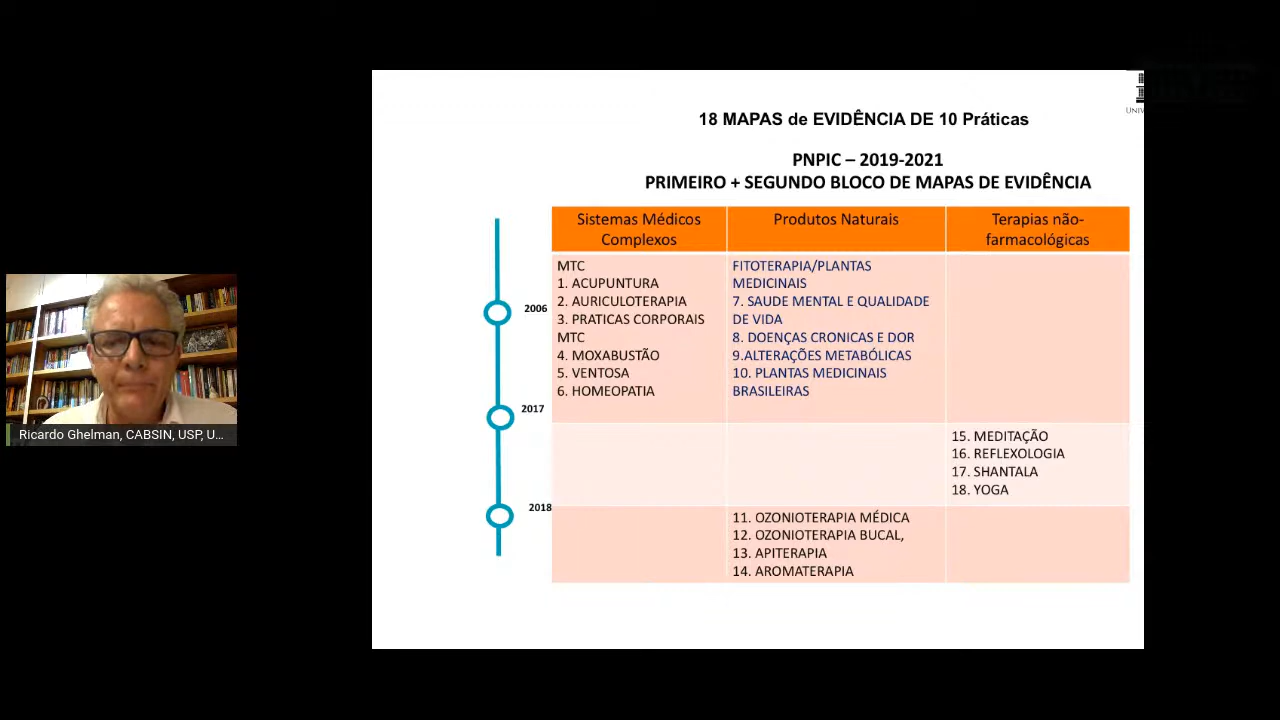 UNIV
18 MAPAS de EVIDÊNCIA DE 10 Práticas
PNPIC – 2019-2021
PRIMEIRO + SEGUNDO BLOCO DE MAPAS DE EVIDÊNCIA
Sistemas Médicos
Complexos
Produtos Naturais
Terapias não-
farmacológicas
2006
MTC
1. ACUPUNTURA
2. AURICULOTERAPIA
3. PRATICAS CORPORAIS
MTC
4. MOXABUSTÃO
5. VENTOSA
6. HOMEOPATIA
FITOTERAPIA/PLANTAS
MEDICINAIS
7. SAUDE MENTAL E QUALIDADE
DE VIDA
8. DOENÇAS CRONICAS E DOR
9.ALTERAÇÕES METABÓLICAS
10. PLANTAS MEDICINAIS
BRASILEIRAS
2017
15. MEDITAÇÃO
16. REFLEXOLOGIA
17. SHANTALA
18. YOGA
2018
11. OZONIOTERAPIA MÉDICA
12. OZONIOTERAPIA BUCAL,
13. APITERAPIA
14. AROMATERAPIA
Ricardo Ghelman, CABSIN, USP, U...